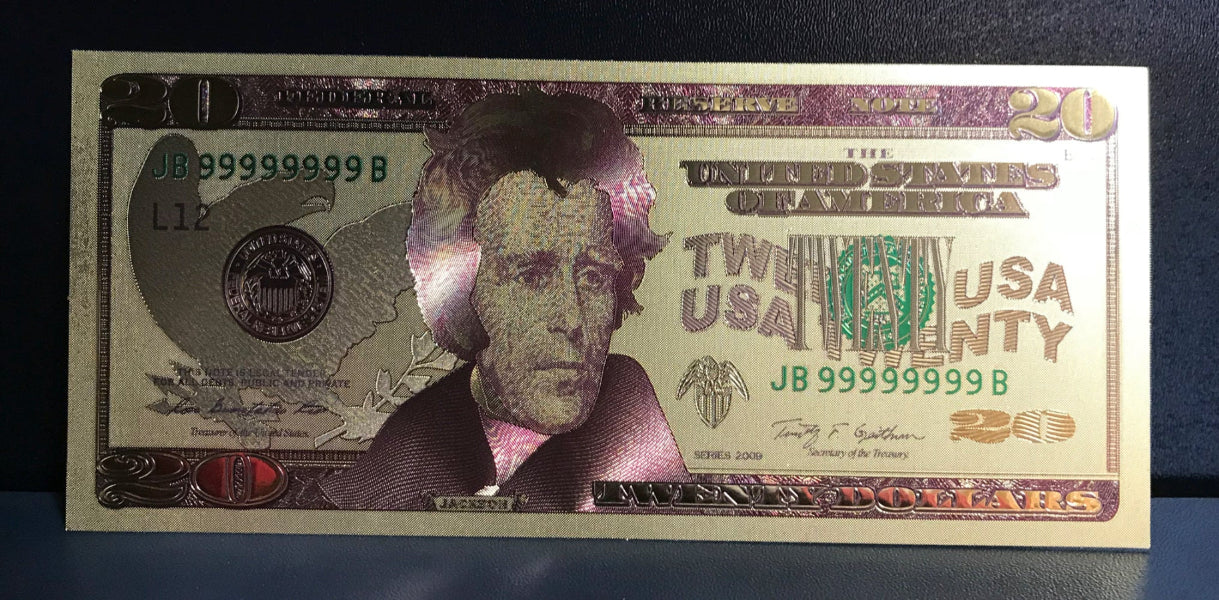 20 FEDERAL RESERVE NOTE 20
THE
UNITED STATES
OF AMERICA
JB 99999999 B
L12
TWENTY USA
USA TWENTY
THIS NOTE IS LEGAL TENDER
FOR ALL DEBTS, PUBLIC AND PRIVATE
Treasurer of the United States.
JB 99999999 B
SERIES 2009
Timothy F. Geithner
Secretary of the Treasury.
20
20
JACKSON
TWENTY DOLLARS